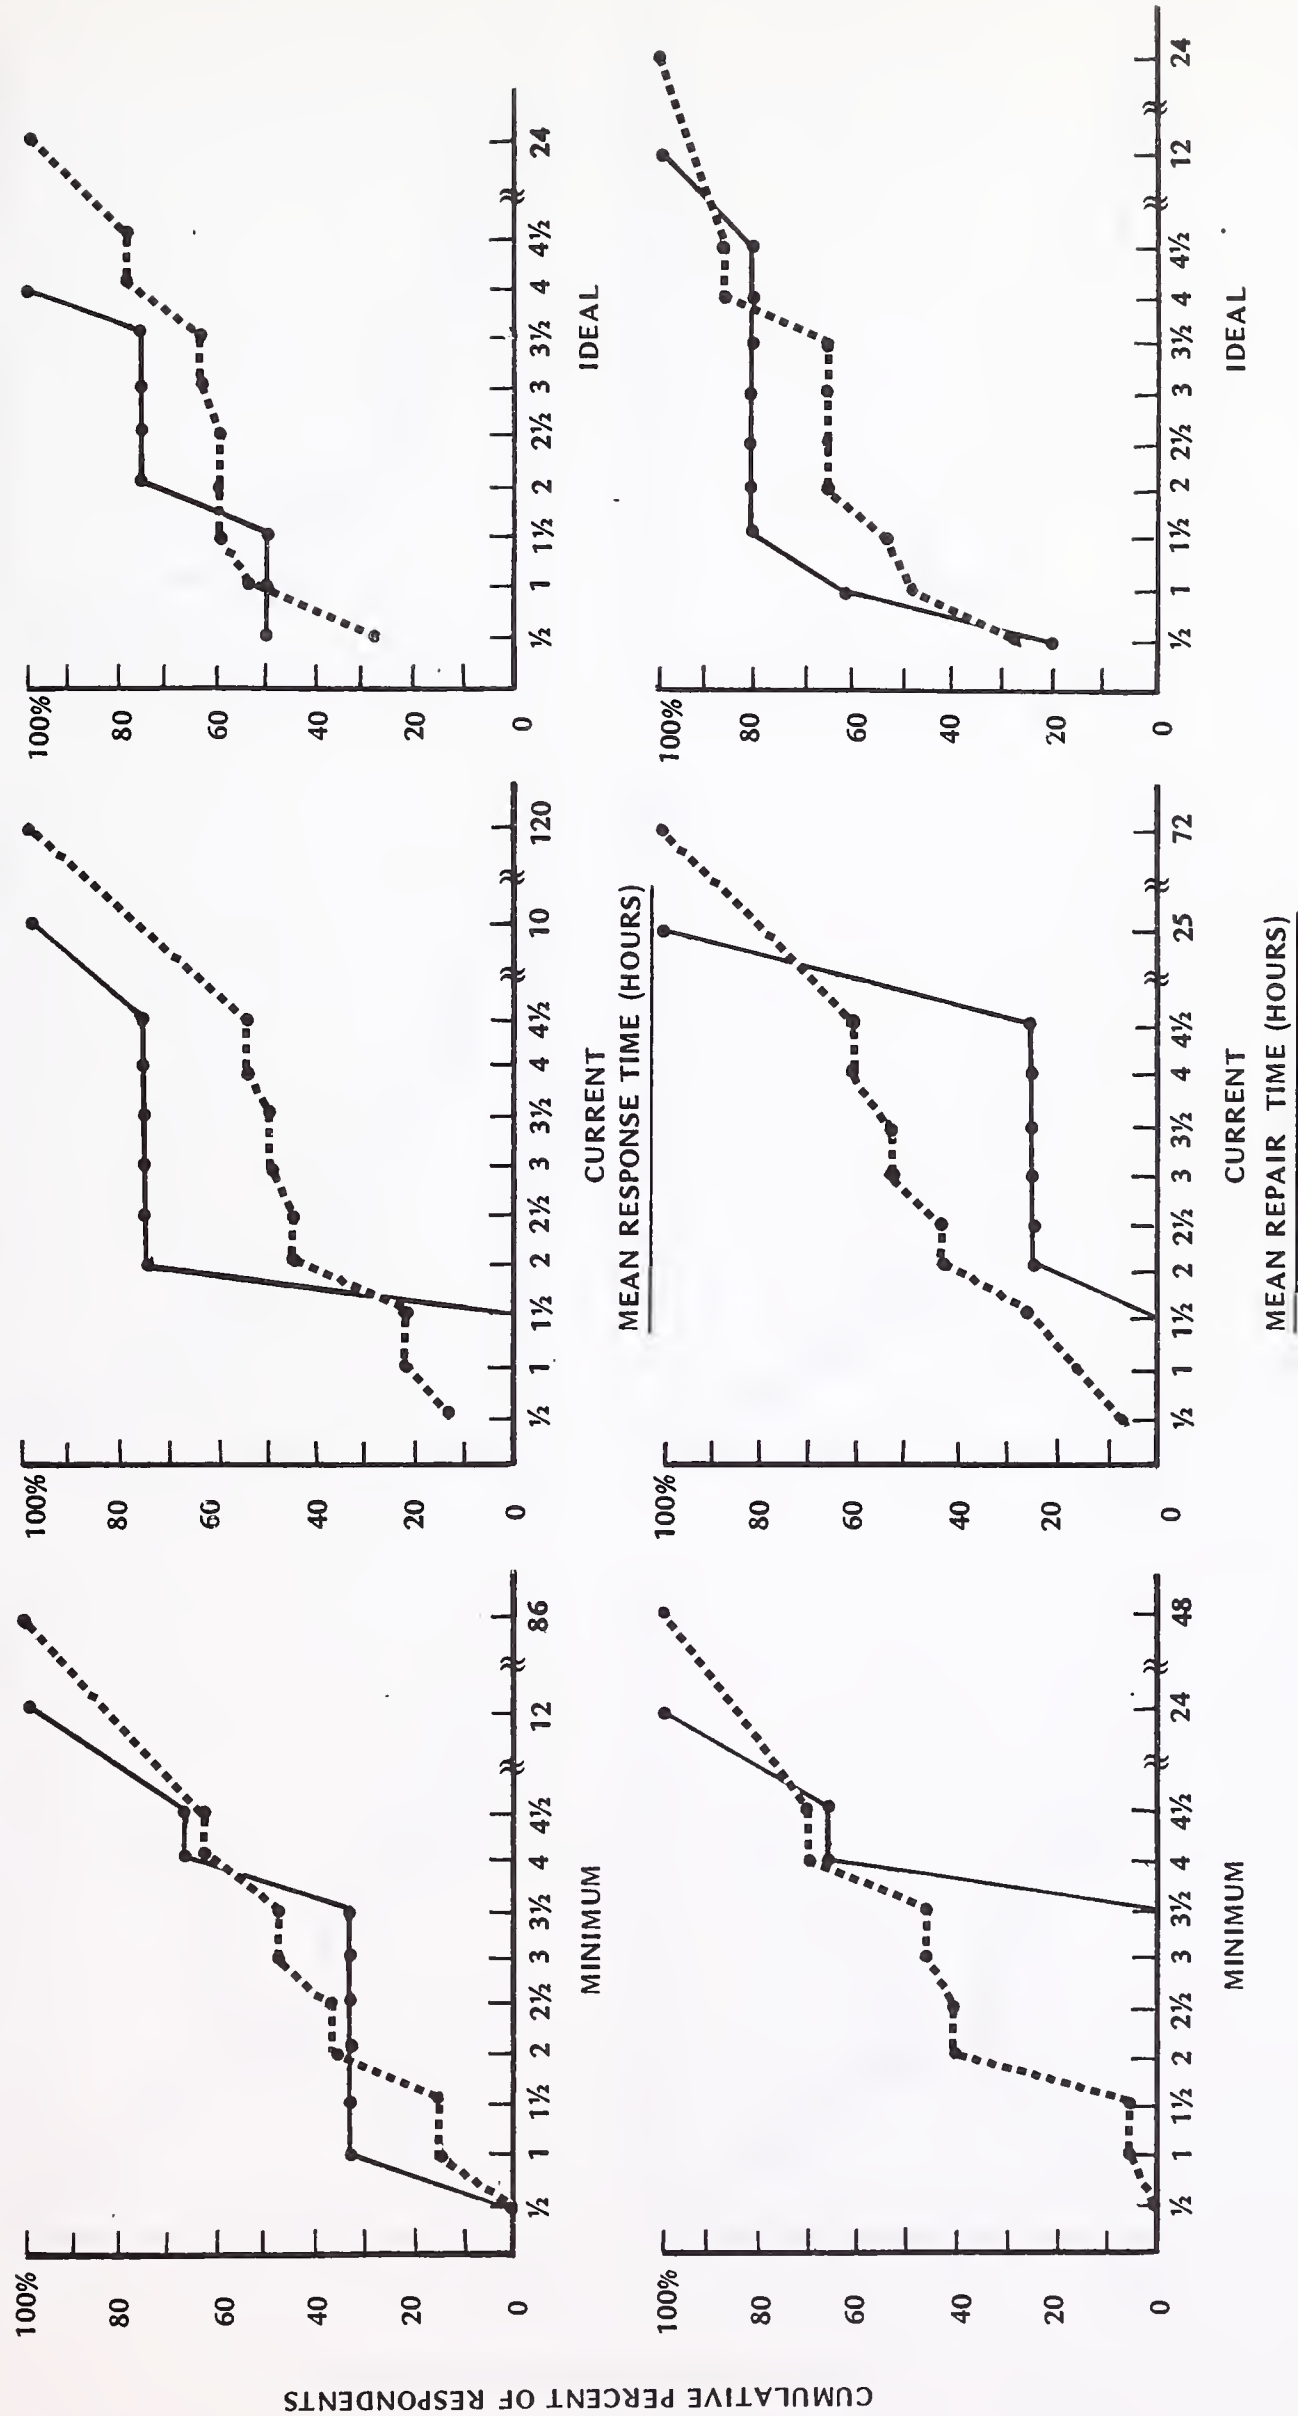 CUMULATIVE PERCENT OF RESPONDENTS
100%
80
60
40
20
0
½ 1 1½ 2 2½ 3 3½ 4 4½ 12 86
MINIMUM
100%
80
60
40
20
0
½ 1 1½ 2 2½ 3 3½ 4 4½ 10 120
CURRENT
100%
80
60
40
20
0
½ 1 1½ 2 2½ 3 3½ 4 4½ 24
IDEAL
MEAN RESPONSE TIME (HOURS)
100%
80
60
40
20
0
½ 1 1½ 2 2½ 3 3½ 4 4½ 24 48
MINIMUM
100%
80
60
40
20
0
½ 1 1½ 2 2½ 3 3½ 4 4½ 25 72
CURRENT
100%
80
60
40
20
0
½ 1 1½ 2 2½ 3 3½ 4 4½ 12 24
IDEAL
MEAN REPAIR TIME (HOURS)